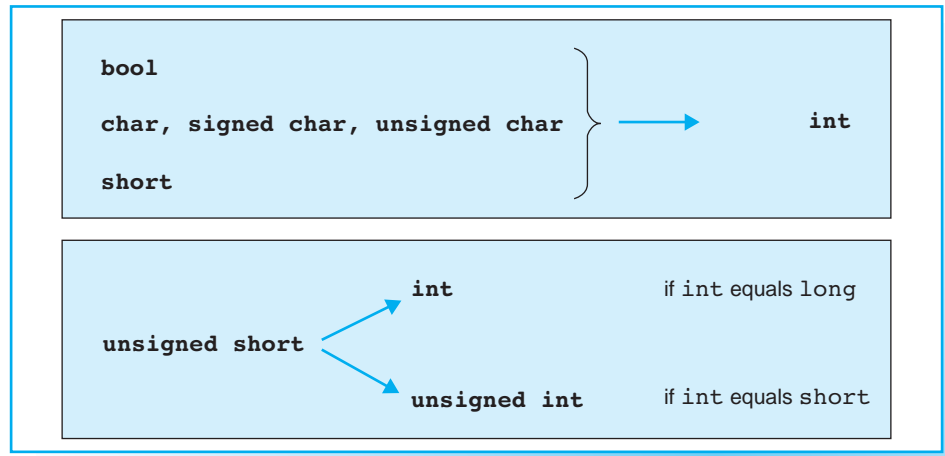 bool
char, signed char, unsigned char
int
short
int if int equals long
unsigned short
unsigned int if int equals short